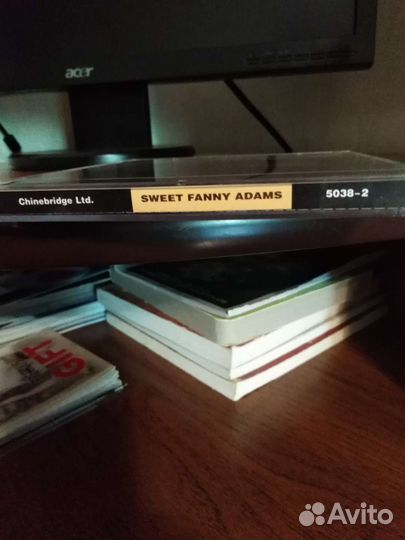 acer
Chinebridge Ltd. SWEET FANNY ADAMS 5038-2
GIFT
Avito